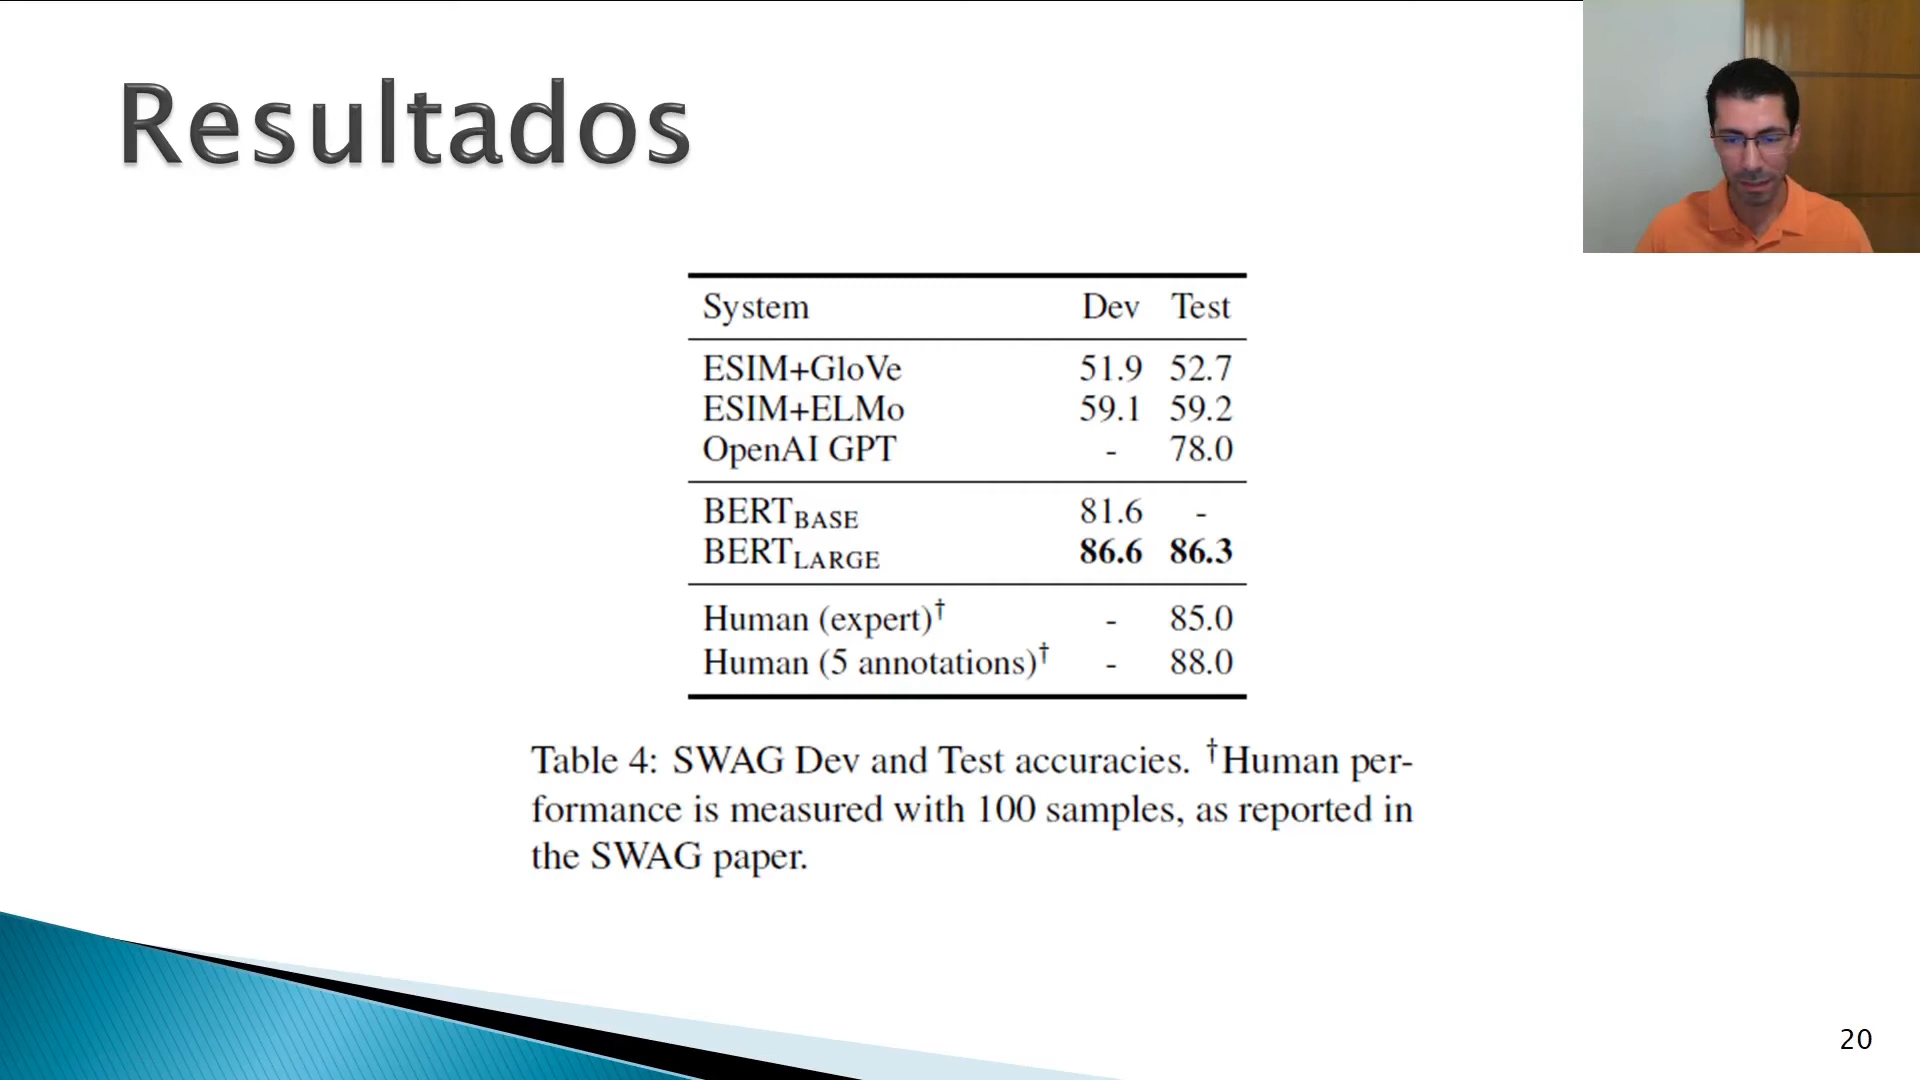 Resultados
System Dev Test
ESIM+GloVe 51.9 52.7
ESIM+ELMo 59.1 59.2
OpenAI GPT - 78.0
BERTBASE 81.6 -
BERTLARGE 86.6 86.3
Human (expert)† - 85.0
Human (5 annotations)† - 88.0
Table 4: SWAG Dev and Test accuracies. †Human per-
formance is measured with 100 samples, as reported in
the SWAG paper.
20